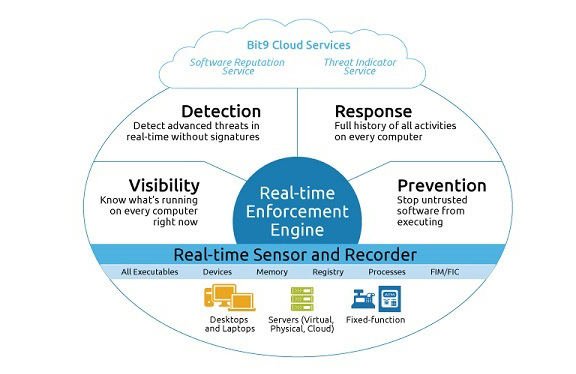 Bit9 Cloud Services
Software Reputation
Service
Threat Indicator
Service
Detection
Detect advanced threats in
real-time without signatures
Response
Full history of all activities
on every computer
Visibility
Know what's running
on every computer
right now
Real-time
Enforcement
Engine
Prevention
Stop untrusted
software from
executing
Real-time Sensor and Recorder
All Executables Devices Memory Registry Processes FIM/FIC
Desktops
and Laptops
Servers (Virtual,
Physical, Cloud)
Fixed-function